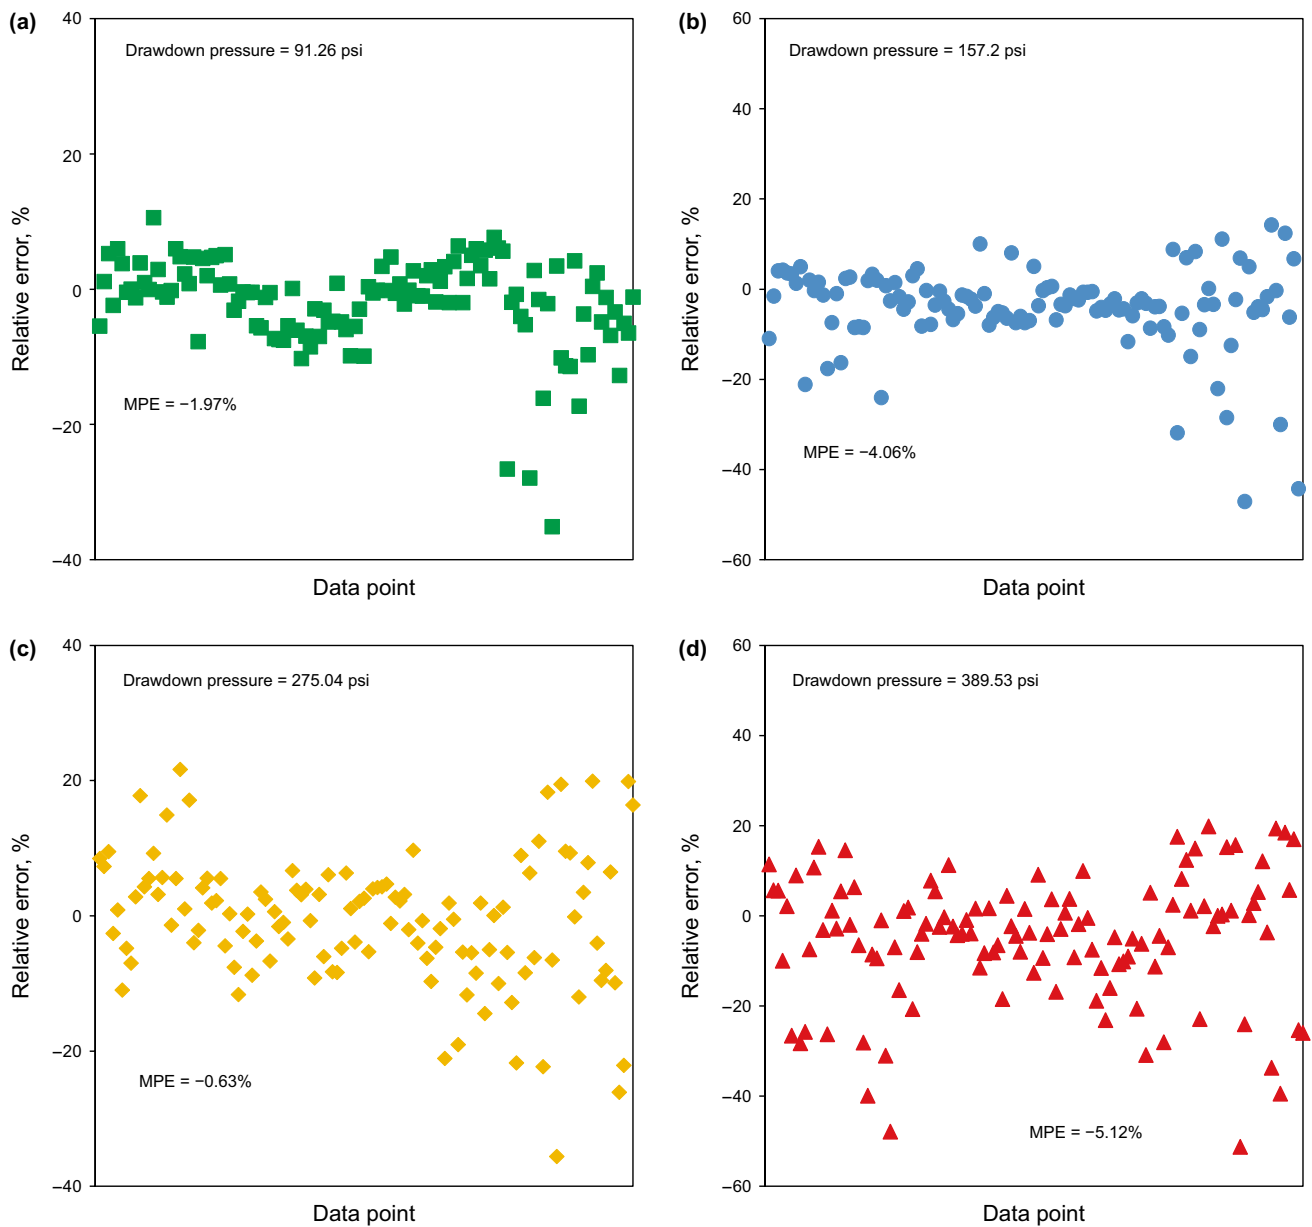 (a)
40
20
0
−20
−40
Relative error, %
Drawdown pressure = 91.26 psi
MPE = −1.97%
Data point
(b)
60
40
20
0
−20
−40
−60
Relative error, %
Drawdown pressure = 157.2 psi
MPE = −4.06%
Data point
(c)
40
20
0
−20
−40
Relative error, %
Drawdown pressure = 275.04 psi
MPE = −0.63%
Data point
(d)
60
40
20
0
−20
−40
−60
Relative error, %
Drawdown pressure = 389.53 psi
MPE = −5.12%
Data point